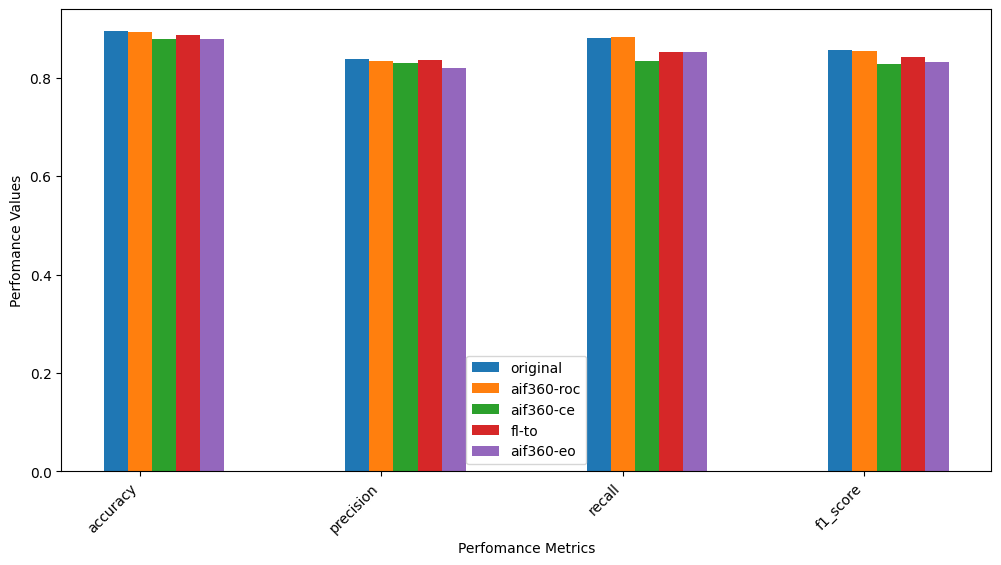 0.8
0.6
0.4
0.2
0.0
Perfomance Values
original
aif360-roc
aif360-ce
fl-to
aif360-eo
accuracy
precision
recall
f1_score
Perfomance Metrics